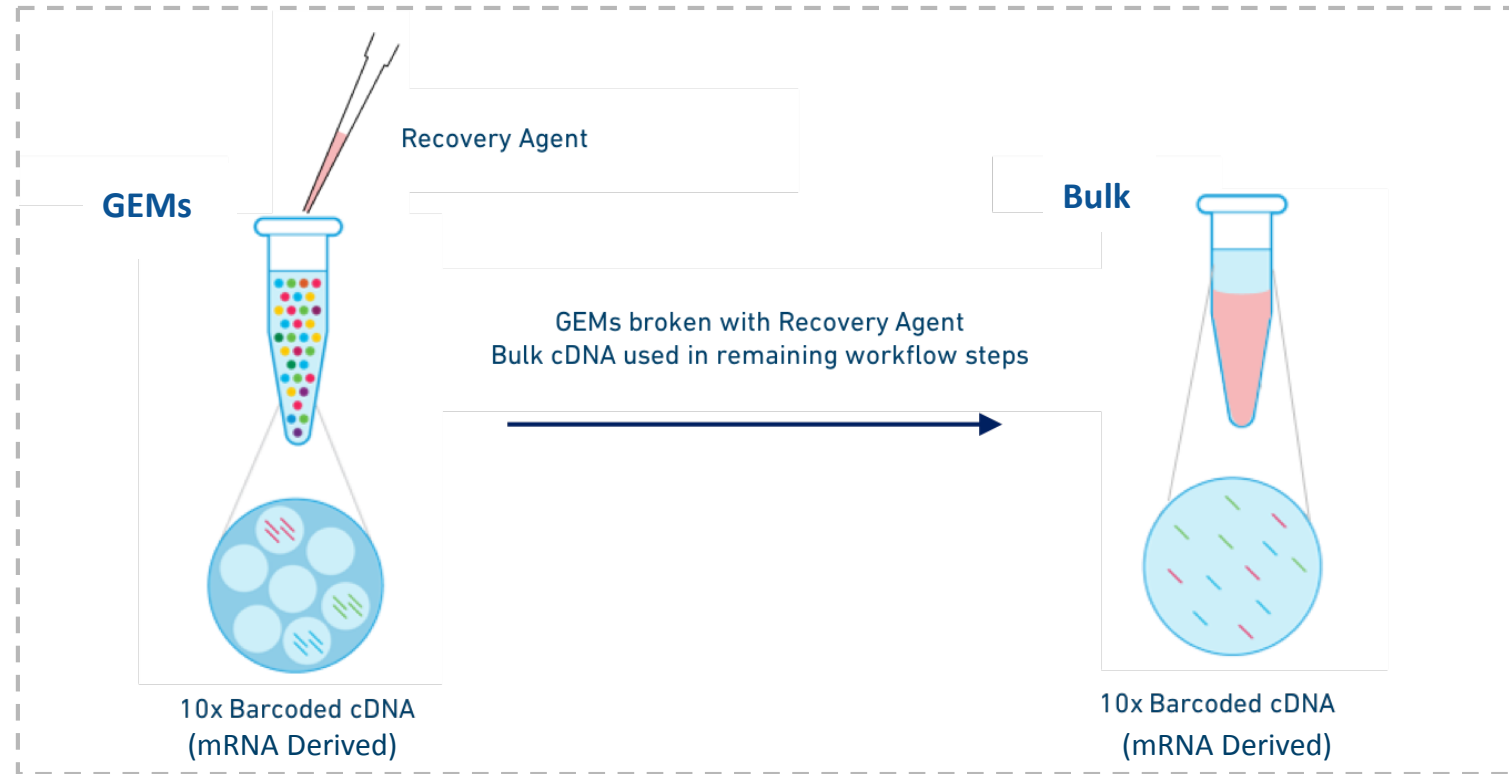 Recovery Agent
GEMs
Bulk
GEMs broken with Recovery Agent
Bulk cDNA used in remaining workflow steps
10x Barcoded cDNA
(mRNA Derived)
10x Barcoded cDNA
(mRNA Derived)